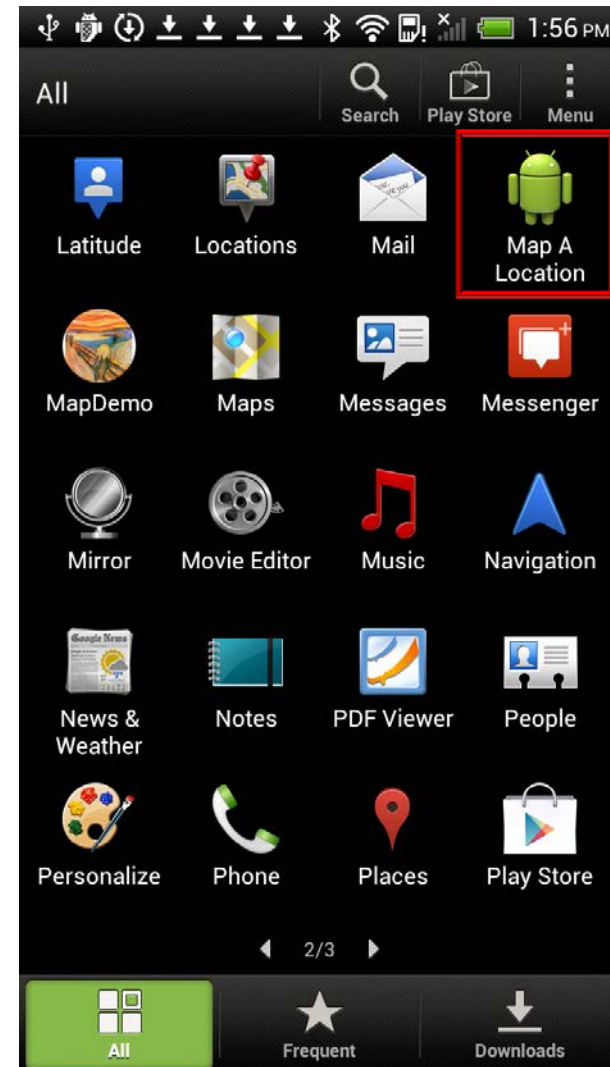 1:56 PM
All
Search Play Store Menu
Latitude Locations Mail Map A
Location
MapDemo Maps Messages Messenger
Mirror Movie Editor Music Navigation
Google News
News & Notes PDF Viewer People
Weather
Personalize Phone Places Play Store
2/3
All Frequent Downloads